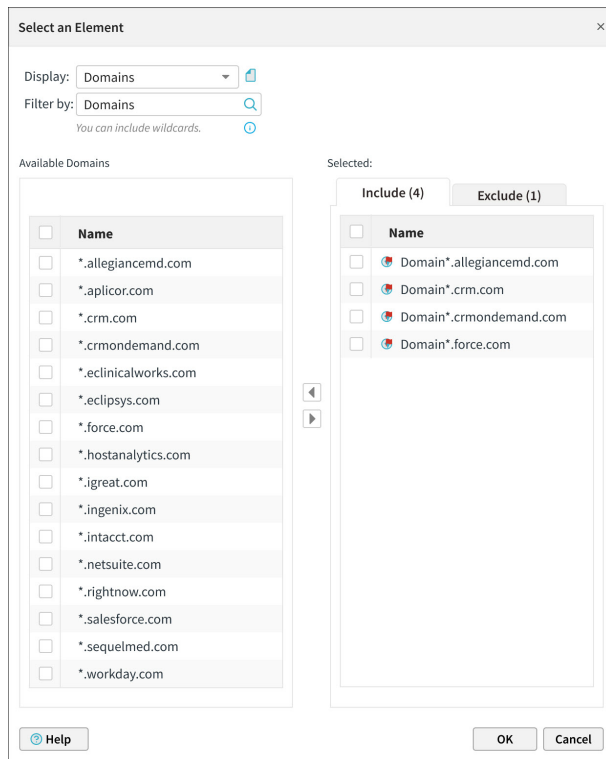 Select an Element
×
Display: Domains
Filter by: Domains
You can include wildcards.
Available Domains
Selected:
Include (4)
Exclude (1)
Name
*.allegiancemd.com
*.aplicor.com
*.crm.com
*.crmondemand.com
*.eclinicalworks.com
*.eclipsys.com
*.force.com
*.hostanalytics.com
*.igreat.com
*.ingenix.com
*.intacct.com
*.netsuite.com
*.rightnow.com
*.salesforce.com
*.sequelmed.com
*.workday.com
Name
Domain*.allegiancemd.com
Domain*.crm.com
Domain*.crmondemand.com
Domain*.force.com
? Help
OK
Cancel